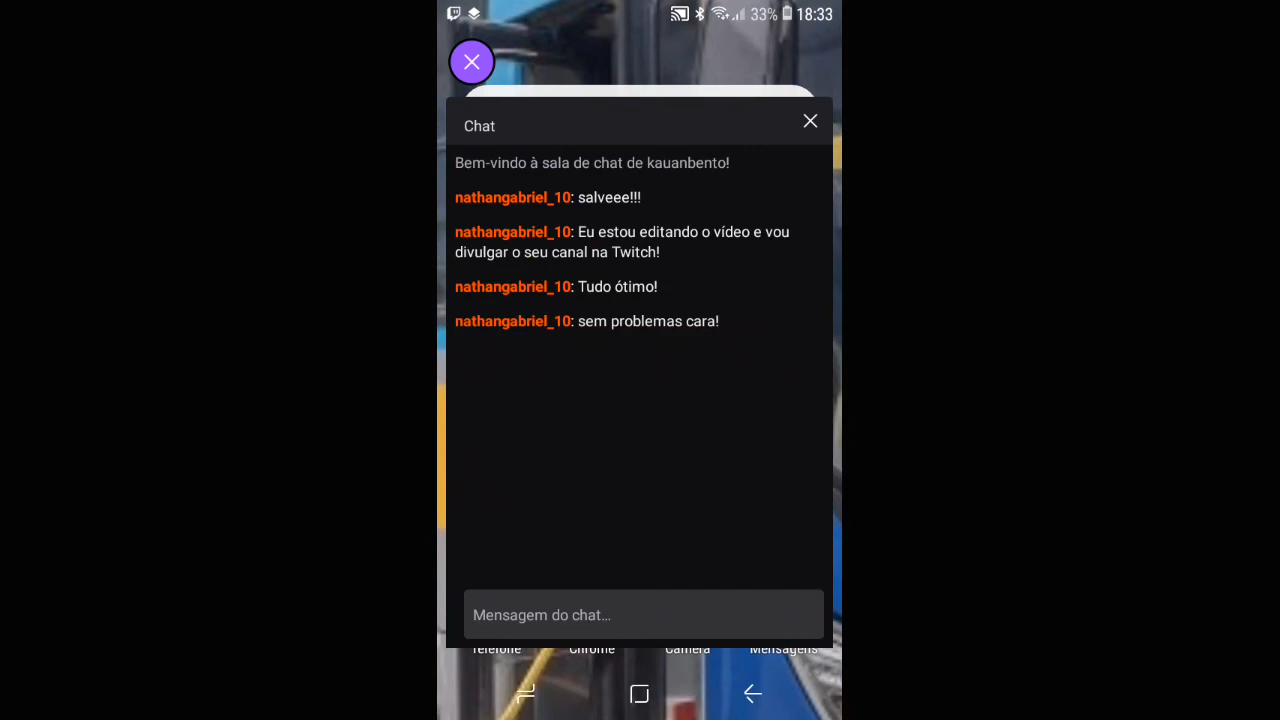 33% 18:33
Chat
Bem-vindo à sala de chat de kauanbento!
nathangabriel_10: salveee!!!
nathangabriel_10: Eu estou editando o vídeo e vou
divulgar o seu canal na Twitch!
nathangabriel_10: Tudo ótimo!
nathangabriel_10: sem problemas cara!
Mensagem do chat...
Telefone Chrome Câmera Mensagens